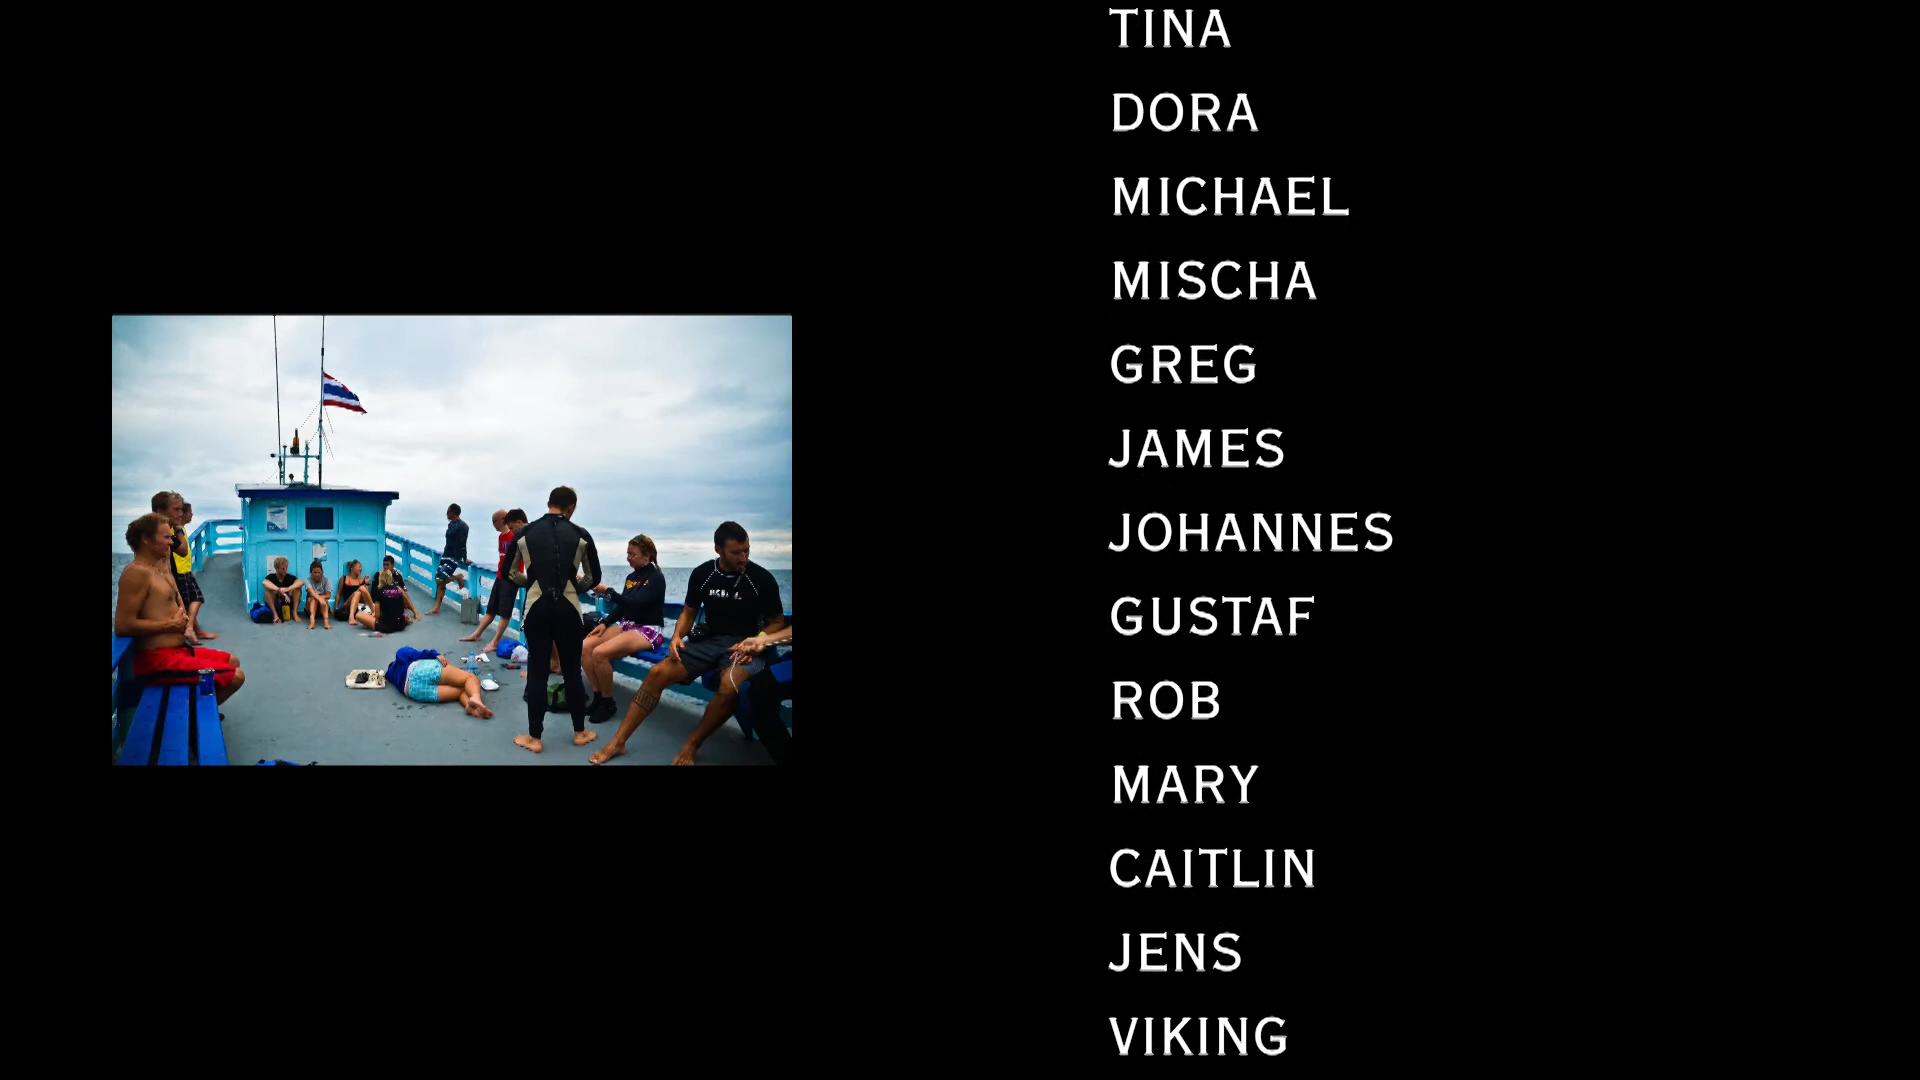 TINA
DORA
MICHAEL
MISCHA
GREG
JAMES
JOHANNES
GUSTAF
ROB
MARY
CAITLIN
JENS
VIKING